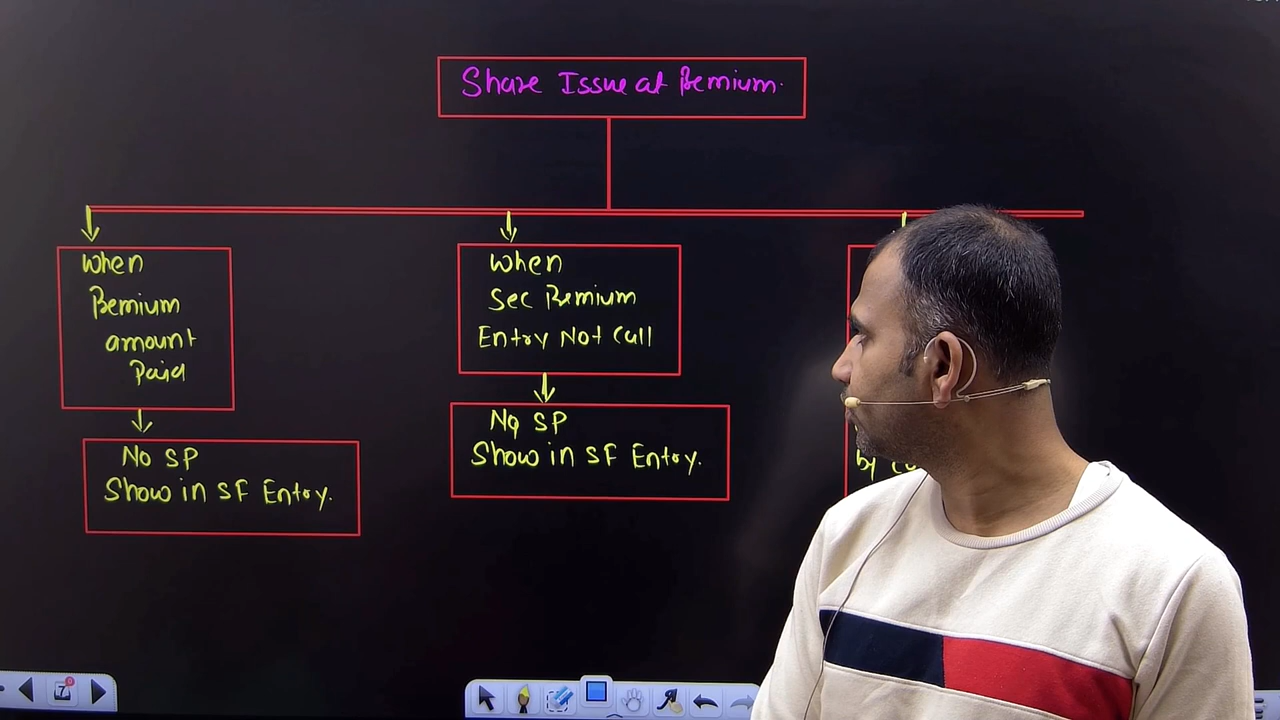 Share Issue at Premium.
When
Premium
amount
Paid
No SP
Show in SF Entry.
When
Sec Premium
Entry Not Call
No SP
Show in SF Entry.
by